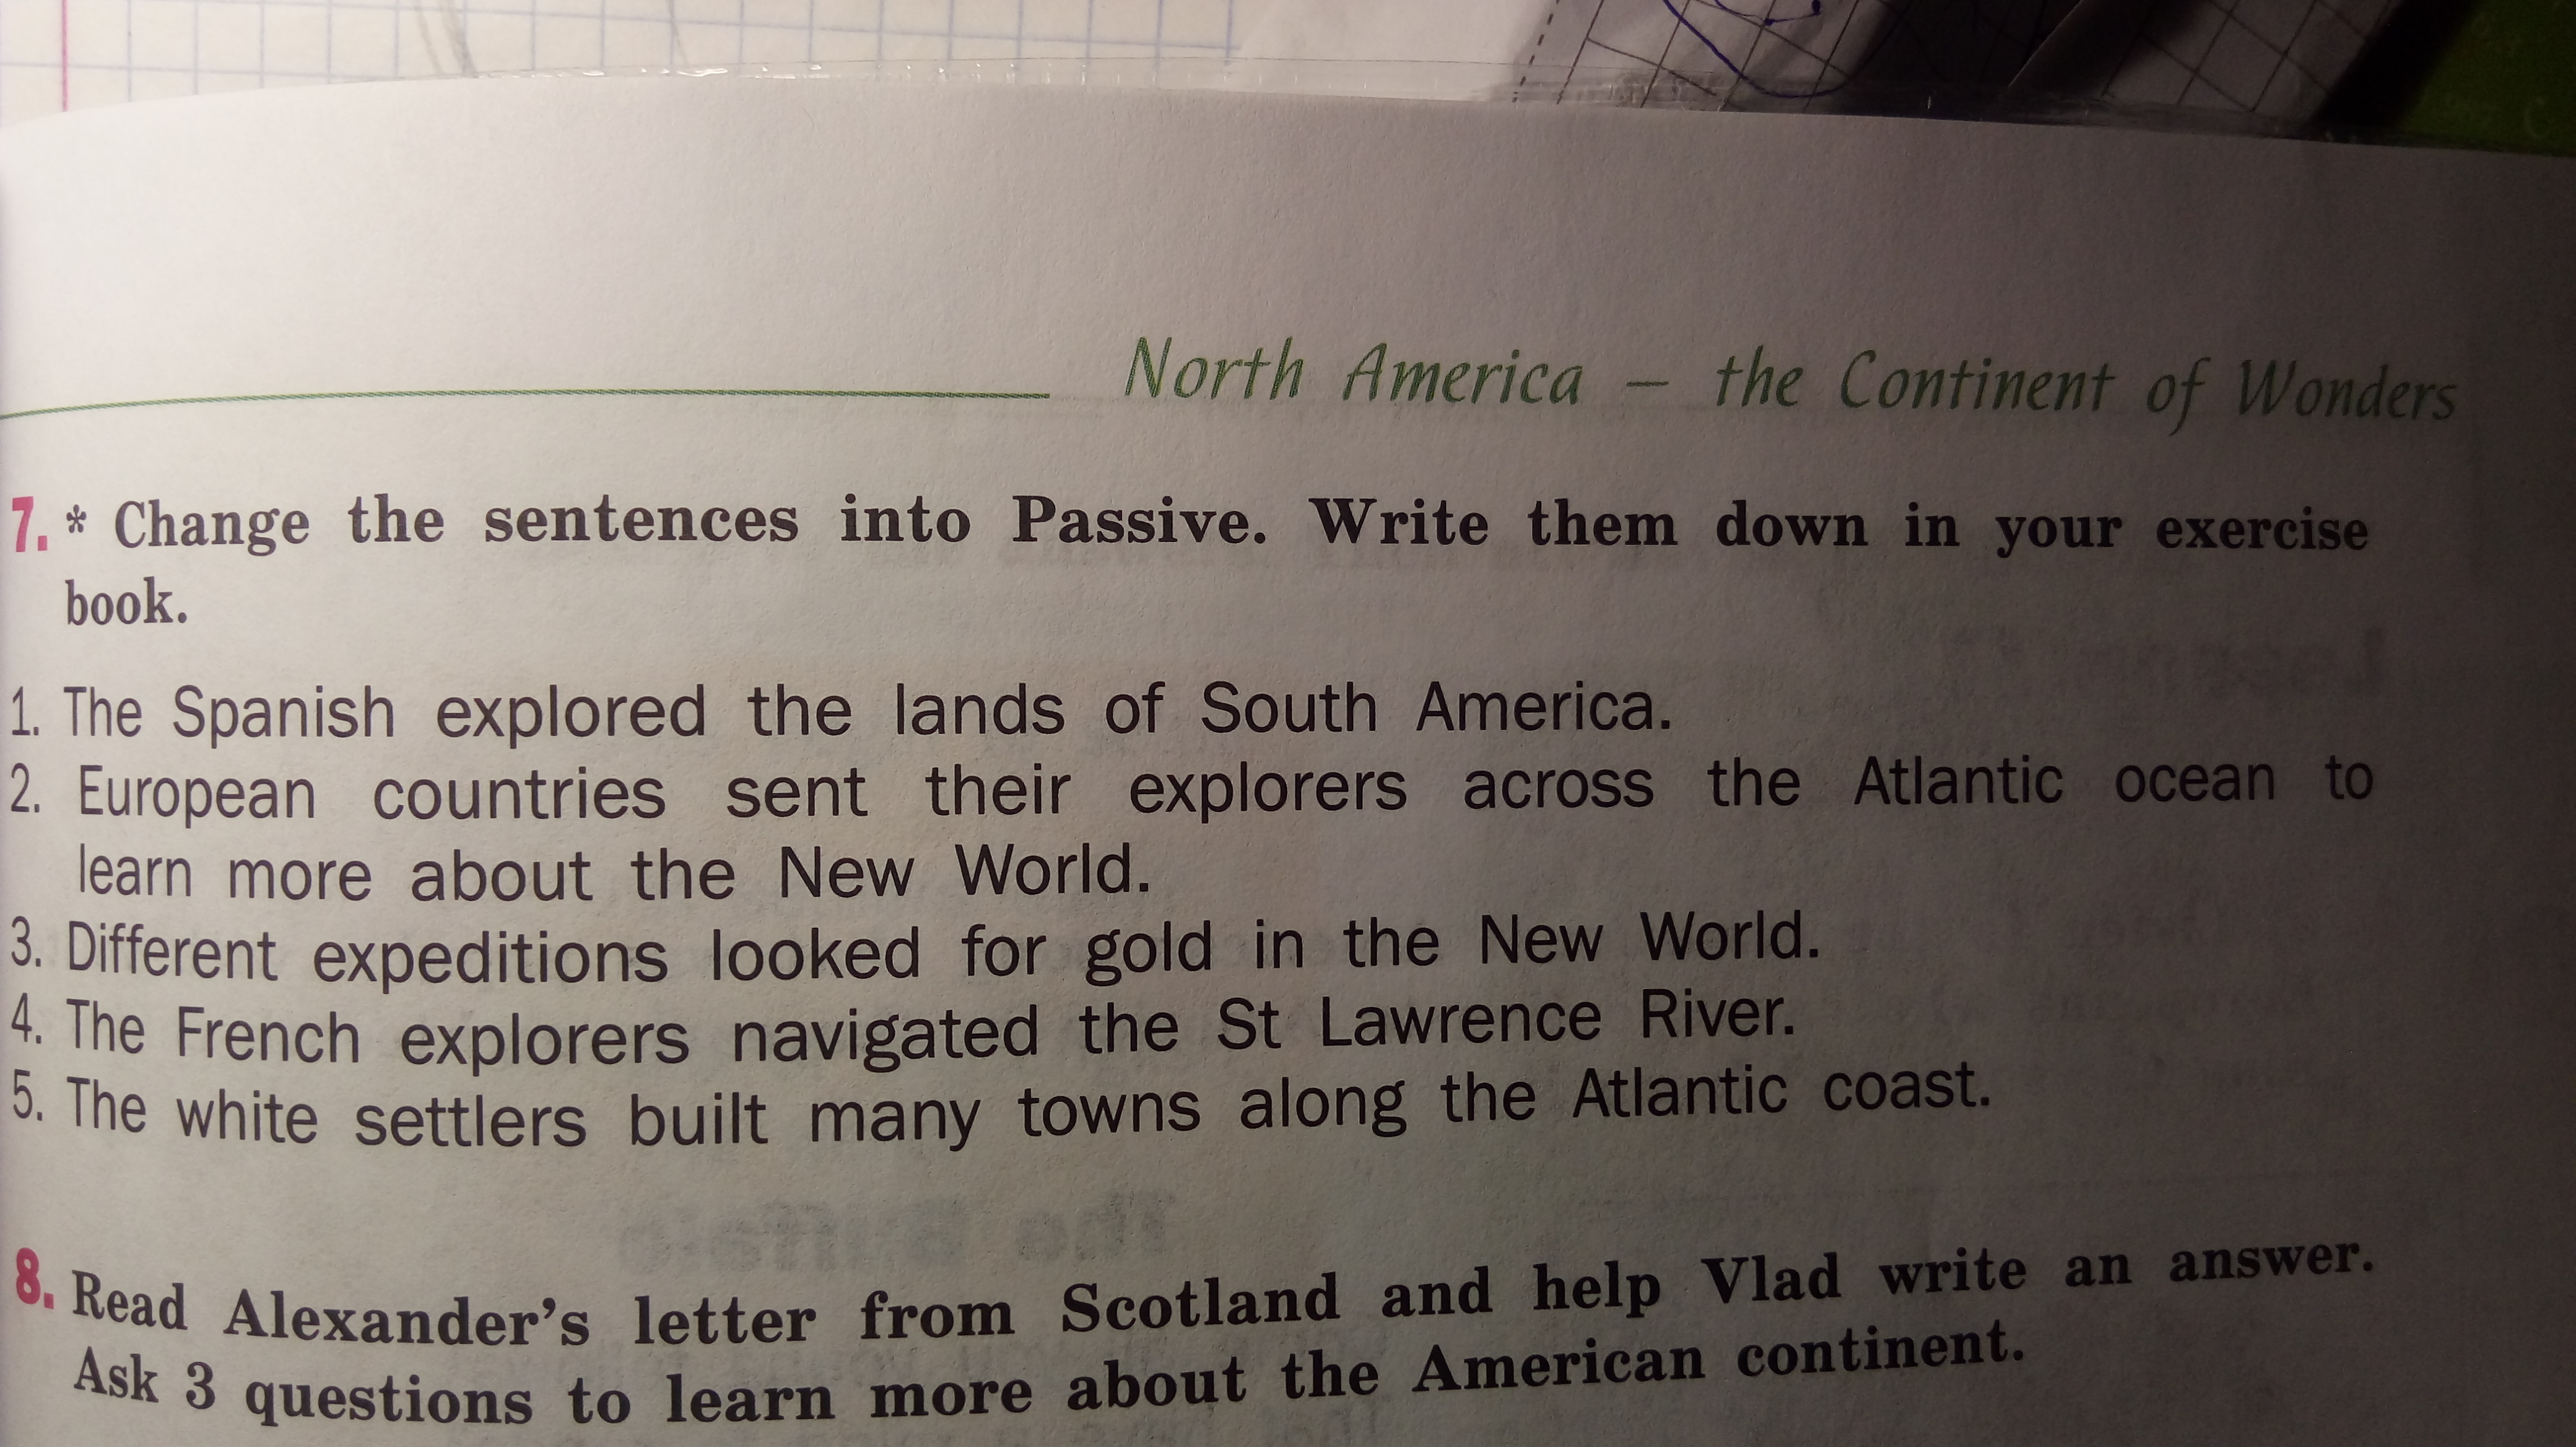 North America – the Continent of Wonders
7. * Change the sentences into Passive. Write them down in your exercise
book.
1. The Spanish explored the lands of South America.
2. European countries sent their explorers across the Atlantic ocean to
learn more about the New World.
3. Different expeditions looked for gold in the New World.
4. The French explorers navigated the St Lawrence River.
5. The white settlers built many towns along the Atlantic coast.
8. Read Alexander's letter from Scotland and help Vlad write an answer.
Ask 3 questions to learn more about the American continent.